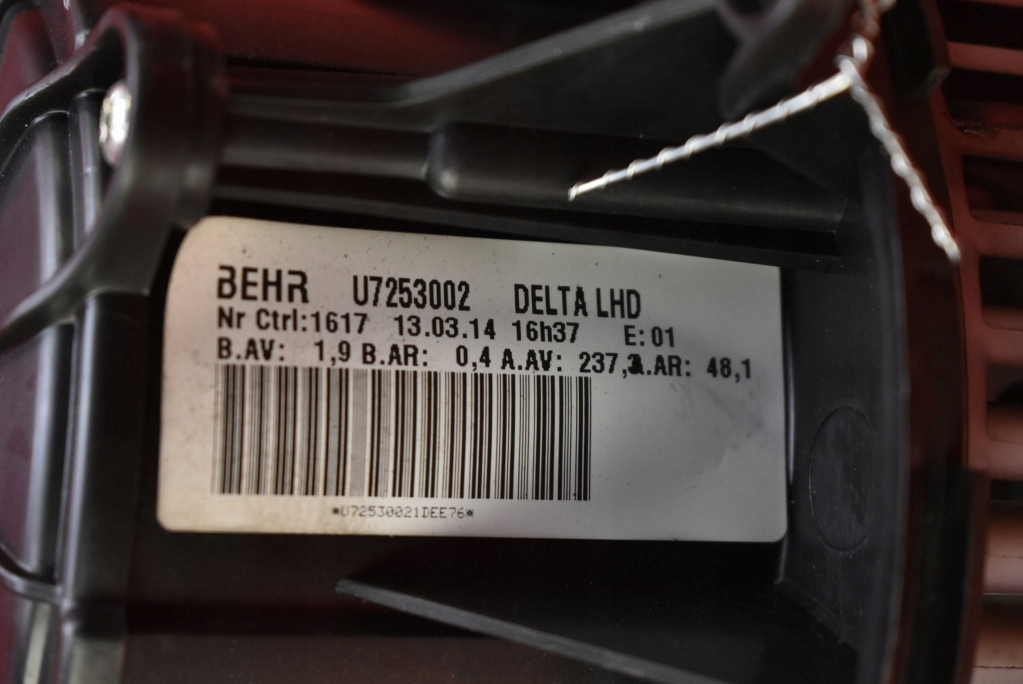 BEHR U7253002 DELTA LHD
Nr Ctrl:1617 13.03.14 16h37 E:01
B.AV: 1,9 B.AR: 0,4 A.AV: 237, .AR: 48,1
*U72530021DEE76*